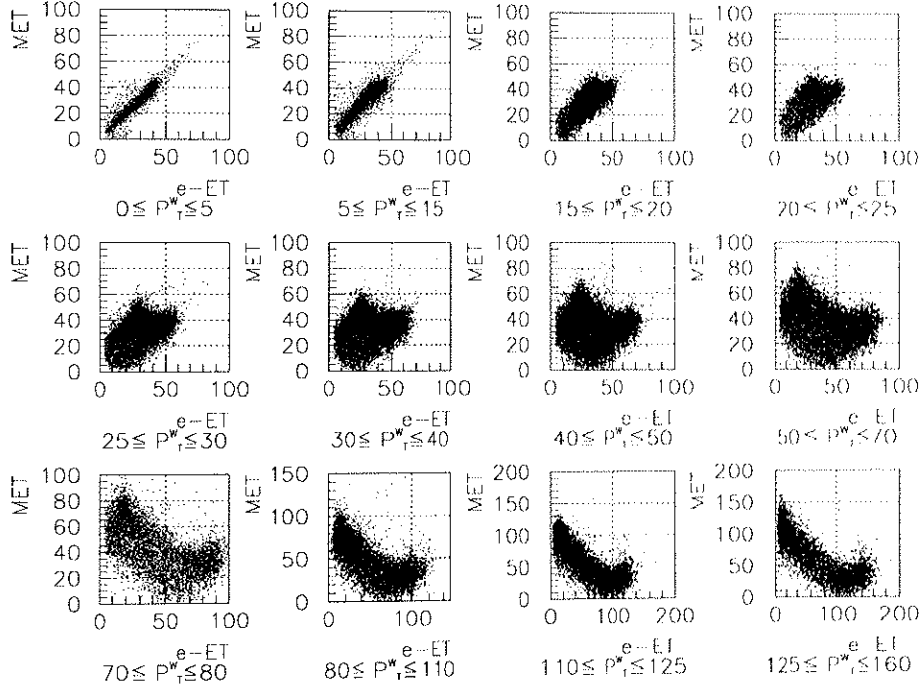 MET MET MET MET
100 100 100 100
80 80 80 80
60 60 60 60
40 40 40 40
20 20 20 20
0 0 0 0
0 50 100 0 50 100 0 50 100 0 50 100
e-ET e-ET e-ET e-ET
0≤ P^w_T≤5 5≤ P^w_T≤15 15≤ P^w_T≤20 20≤ P^w_T≤25
MET MET MET MET
100 100 100 100
80 80 80 80
60 60 60 60
40 40 40 40
20 20 20 20
0 0 0 0
0 50 100 0 50 100 0 50 100 0 50 100
e-ET e-ET e-ET e-ET
25≤ P^w_T≤30 30≤ P^w_T≤40 40≤ P^w_T≤50 50≤ P^w_T≤70
MET MET MET MET
100 150 200 200
80 100 150 150
60 50 100 100
40 0 50 50
20 0 0
0
0 50 100 0 100 0 100 200 0 100 200
e-ET e-ET e-ET e-ET
70≤ P^w_T≤80 80≤ P^w_T≤110 110≤ P^w_T≤125 125≤ P^w_T≤160